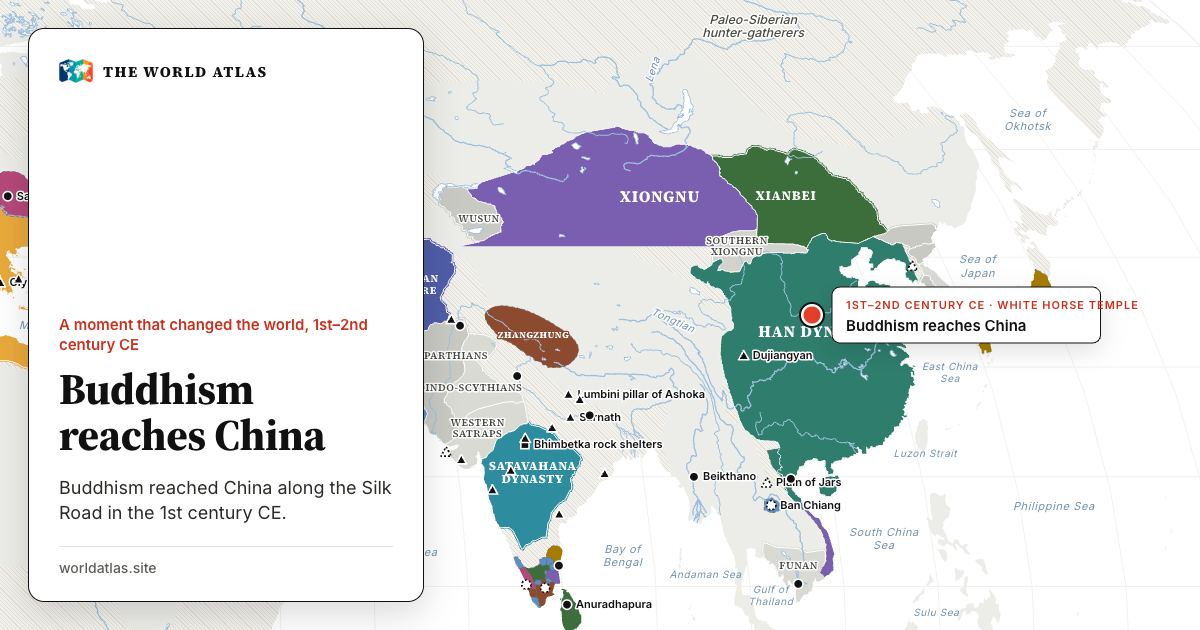 THE WORLD ATLAS
A moment that changed the world, 1st–2nd
century CE
Buddhism
reaches China
Buddhism reached China along the Silk
Road in the 1st century CE.
worldatlas.site
Paleo-Siberian
hunter-gatherers
Lena
Sea of
Okhotsk
XIONGNU
XIANBEI
WUSUN
SOUTHERN
XIONGNU
Sea of
Japan
1ST–2ND CENTURY CE · WHITE HORSE TEMPLE
Buddhism reaches China
HAN DYN
ZHANGZHUNG
Tongtian
Dujiangyan
PARTHIANS
East China
Sea
INDO-SCYTHIANS
Lumbini pillar of Ashoka
WESTERN
SATRAPS
Bhimbetka rock shelters
Luzon Strait
SATAVAHANA
DYNASTY
Beikthano
Plain of Jars
Ban Chiang
Philippine Sea
South China
Sea
Bay of
Bengal
FUNAN
Andaman Sea
Gulf of
Thailand
Anuradhapura
Sulu Sea